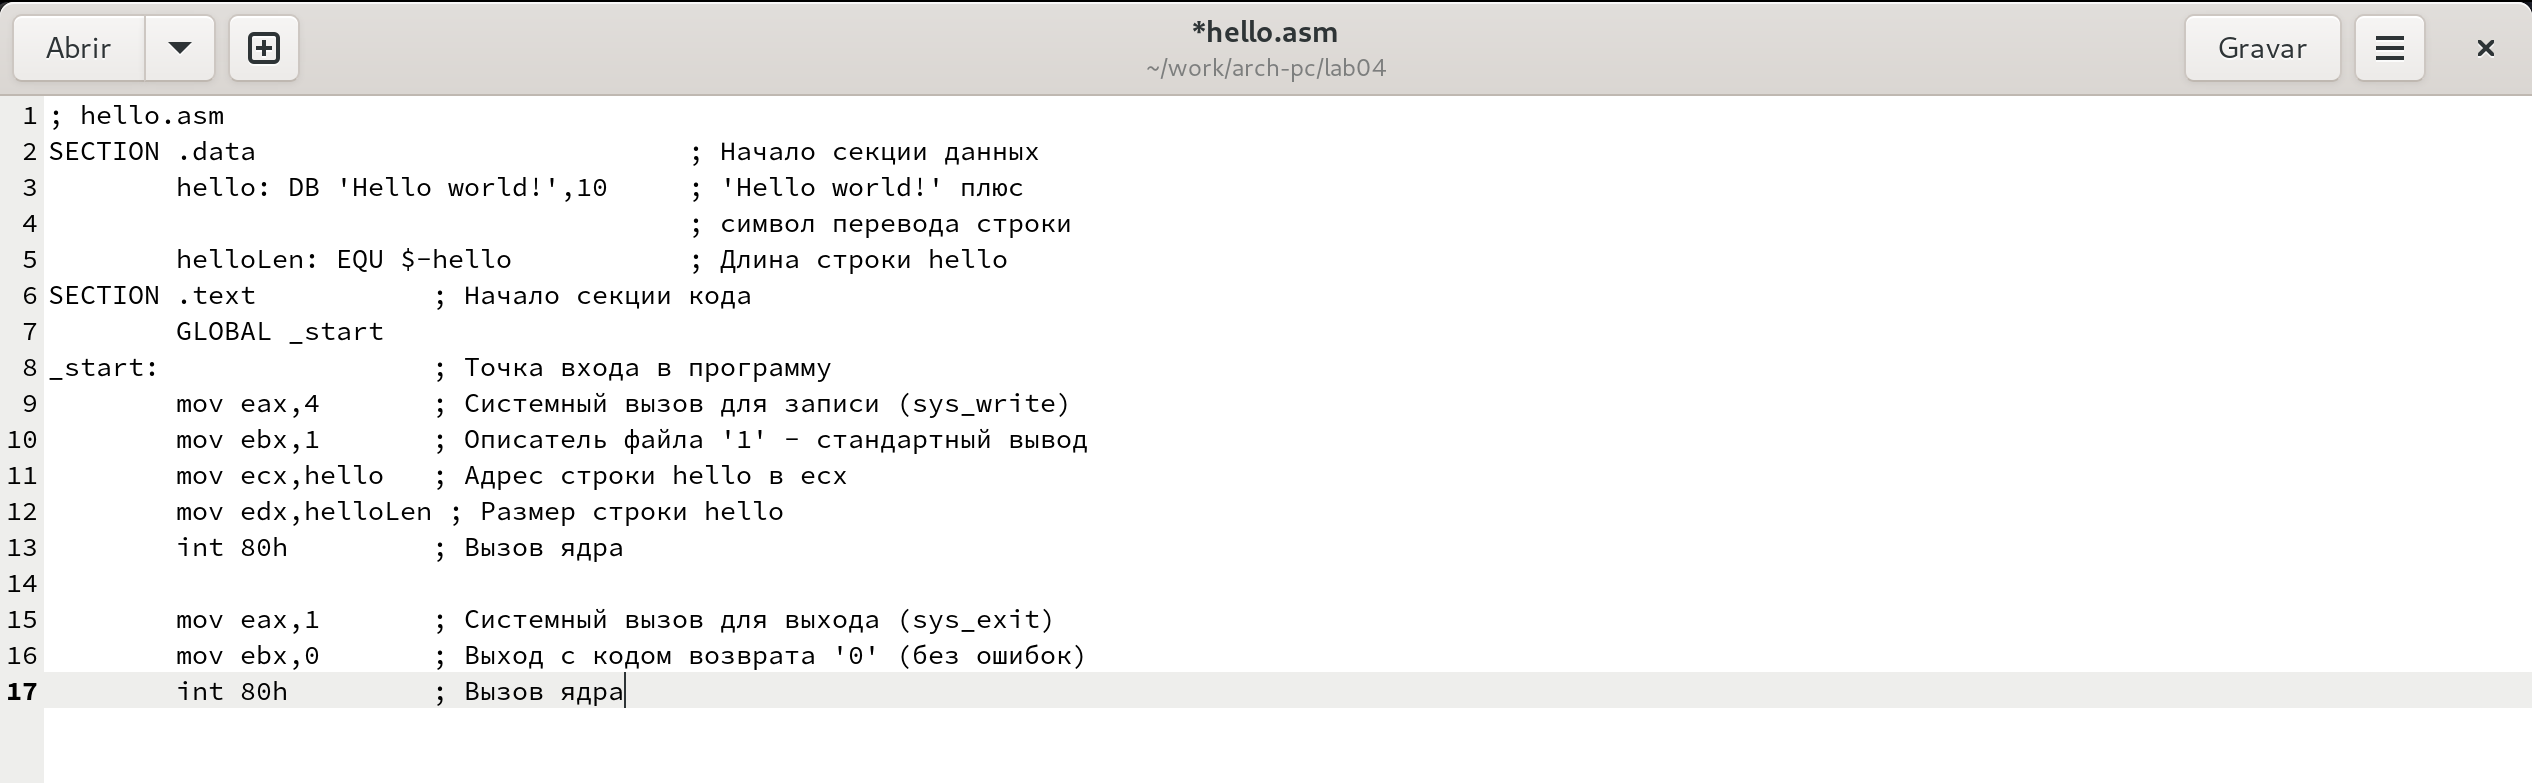 Abrir
*hello.asm
~/work/arch-pc/lab04
Gravar
1 ; hello.asm
2 SECTION .data                           ; Начало секции данных
3         hello: DB 'Hello world!',10     ; 'Hello world!' плюс
4                                         ; символ перевода строки
5         helloLen: EQU $-hello           ; Длина строки hello
6 SECTION .text           ; Начало секции кода
7         GLOBAL _start
8 _start:                 ; Точка входа в программу
9         mov eax,4       ; Системный вызов для записи (sys_write)
10         mov ebx,1       ; Описатель файла '1' - стандартный вывод
11         mov ecx,hello   ; Адрес строки hello в ecx
12         mov edx,helloLen ; Размер строки hello
13         int 80h         ; Вызов ядра
14
15         mov eax,1       ; Системный вызов для выхода (sys_exit)
16         mov ebx,0       ; Выход с кодом возврата '0' (без ошибок)
17         int 80h         ; Вызов ядра